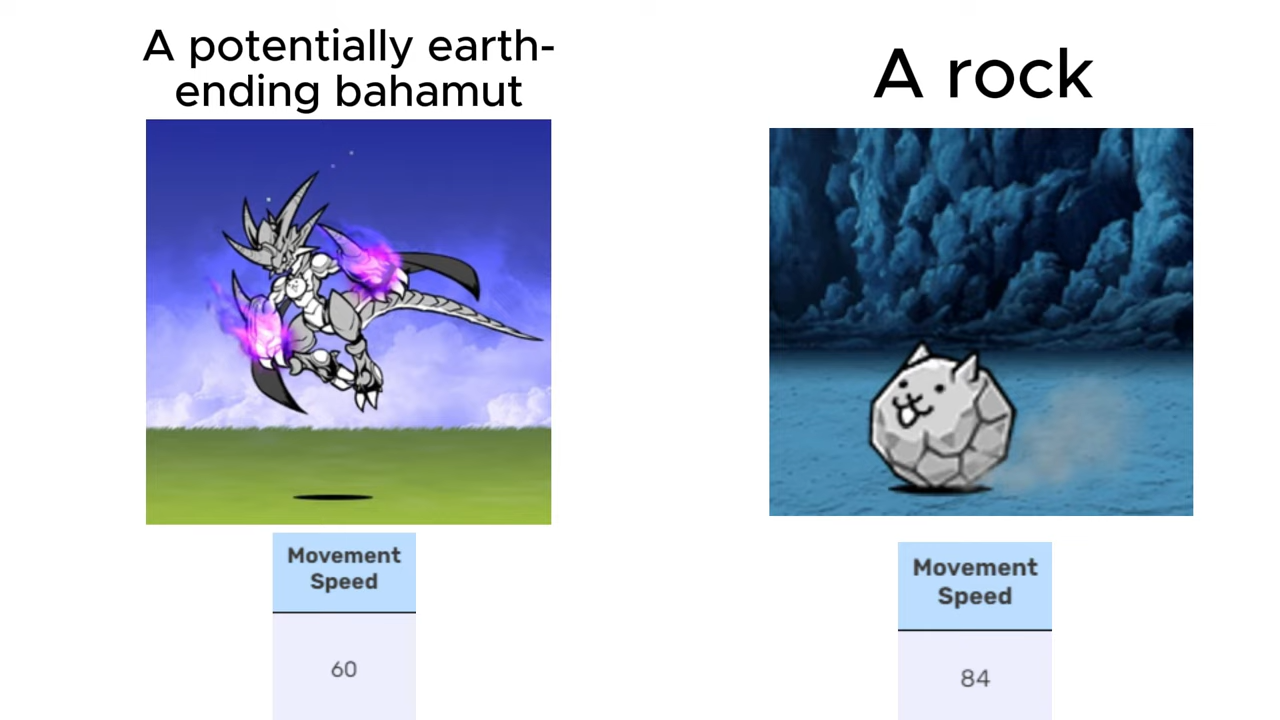 A potentially earth-
ending bahamut
Movement
Speed
60
A rock
Movement
Speed
84